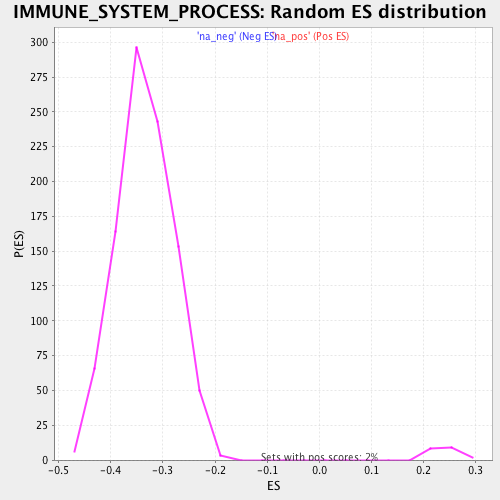 IMMUNE_SYSTEM_PROCESS: Random ES distribution
'na_neg' (Neg ES)
'na_pos' (Pos ES)
300
275
250
225
200
175
150
125
100
75
50
25
0
P(ES)
Sets with pos scores: 2%
-0.5 -0.4 -0.3 -0.2 -0.1 0.0 0.1 0.2 0.3
ES